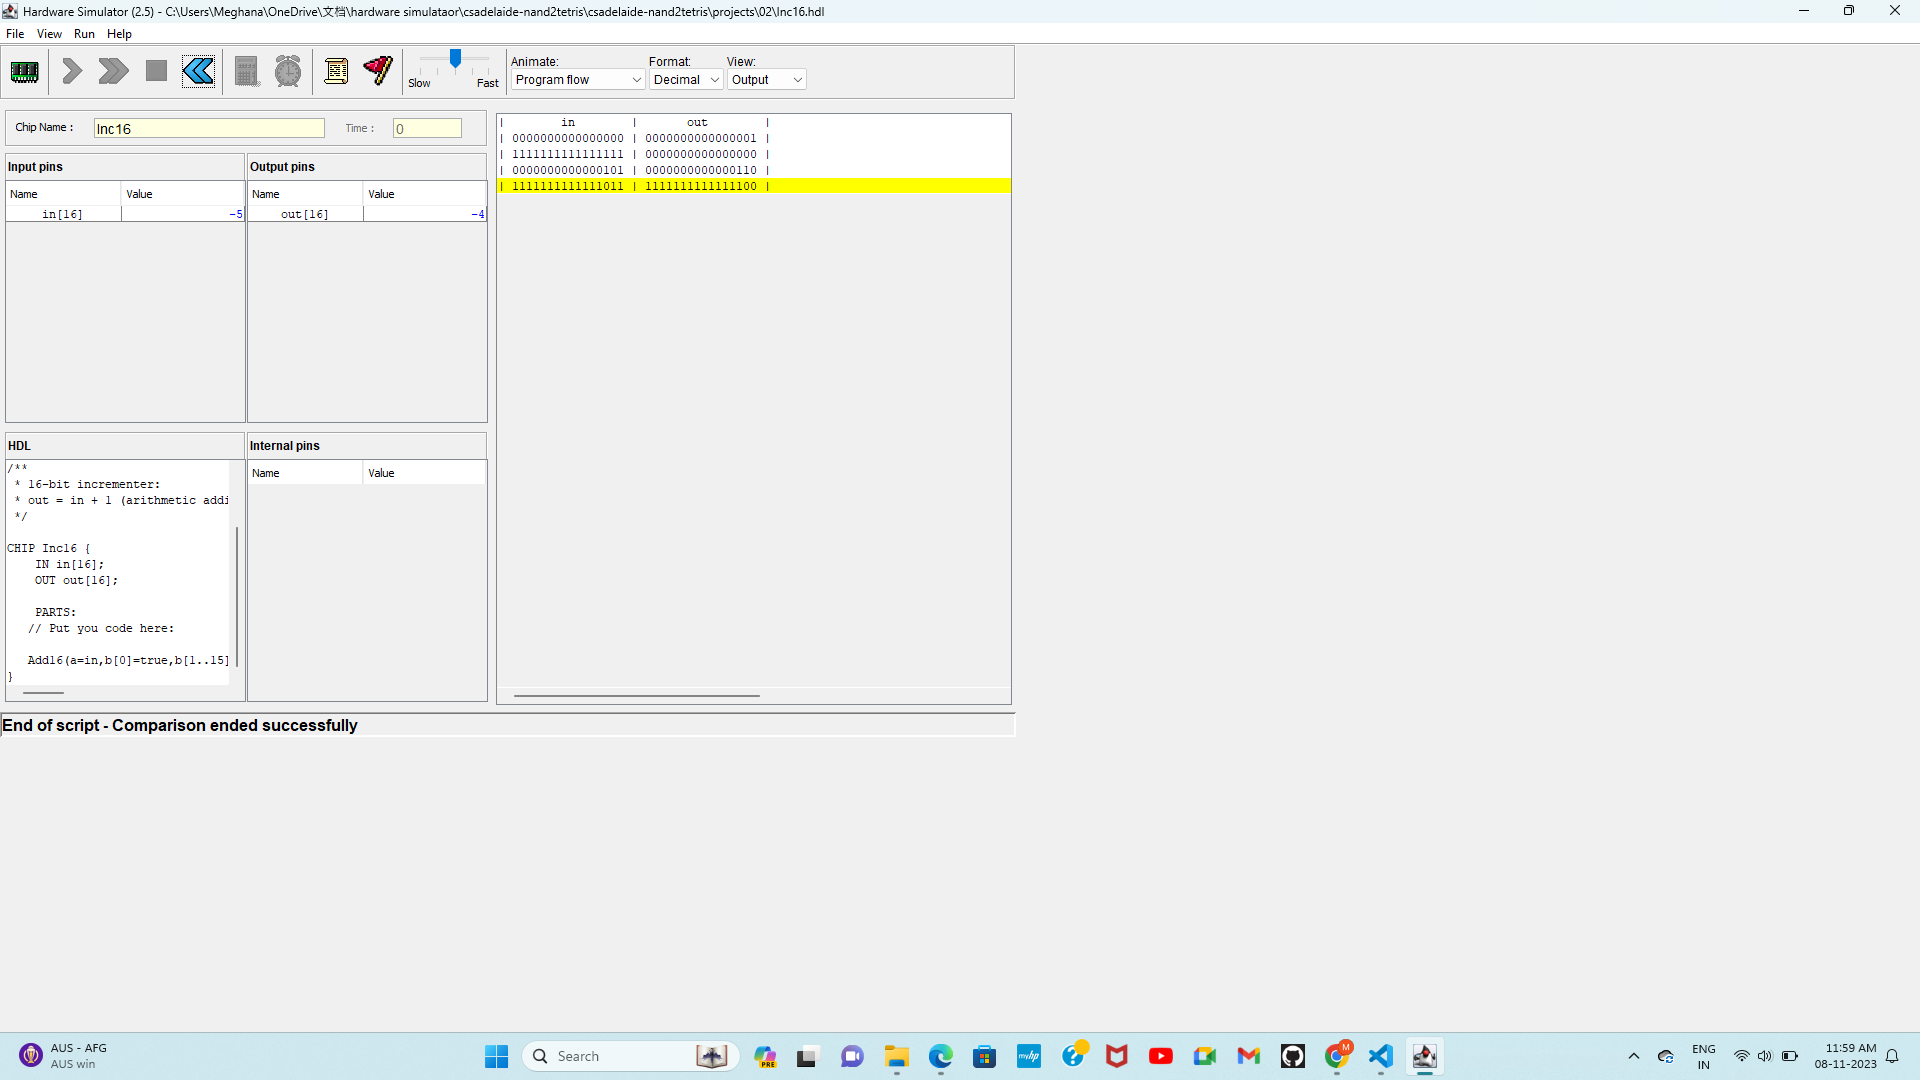 Hardware Simulator (2.5) - C:\Users\Meghana\OneDrive\文档\hardware simulataor\csadelaide-nand2tetris\csadelaide-nand2tetris\projects\02\Inc16.hdl
File View Run Help
Slow Fast
Animate: Format: View:
Program flow Decimal Output
Chip Name : Inc16 Time : 0
Input pins Output pins
Name Value Name Value
in[16] -5 out[16] -4
| in | out |
| 0000000000000000 | 0000000000000001 |
| 1111111111111111 | 0000000000000000 |
| 0000000000000101 | 0000000000000110 |
| 1111111111111011 | 1111111111111100 |
HDL Internal pins
Name Value
/**
* 16-bit incrementer:
* out = in + 1 (arithmetic addi
*/
CHIP Inc16 {
IN in[16];
OUT out[16];
PARTS:
// Put you code here:
Add16(a=in,b[0]=true,b[1..15]
}
End of script - Comparison ended successfully
AUS - AFG
AUS win
Search
PRE
myhp
M
ENG
IN
11:59 AM
08-11-2023